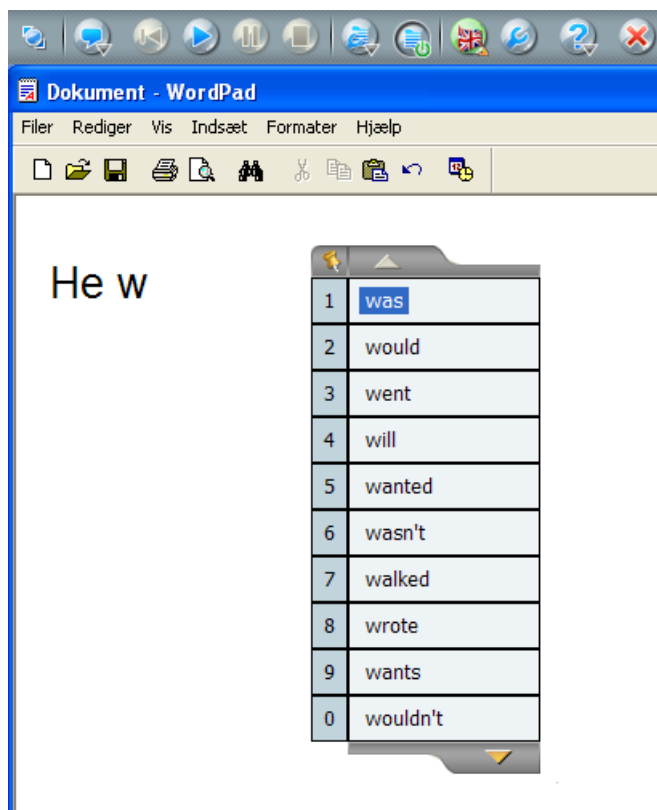 Dokument - WordPad
Filer Rediger Vis Indsæt Formater Hjælp
He w
1 was
2 would
3 went
4 will
5 wanted
6 wasn't
7 walked
8 wrote
9 wants
0 wouldn't